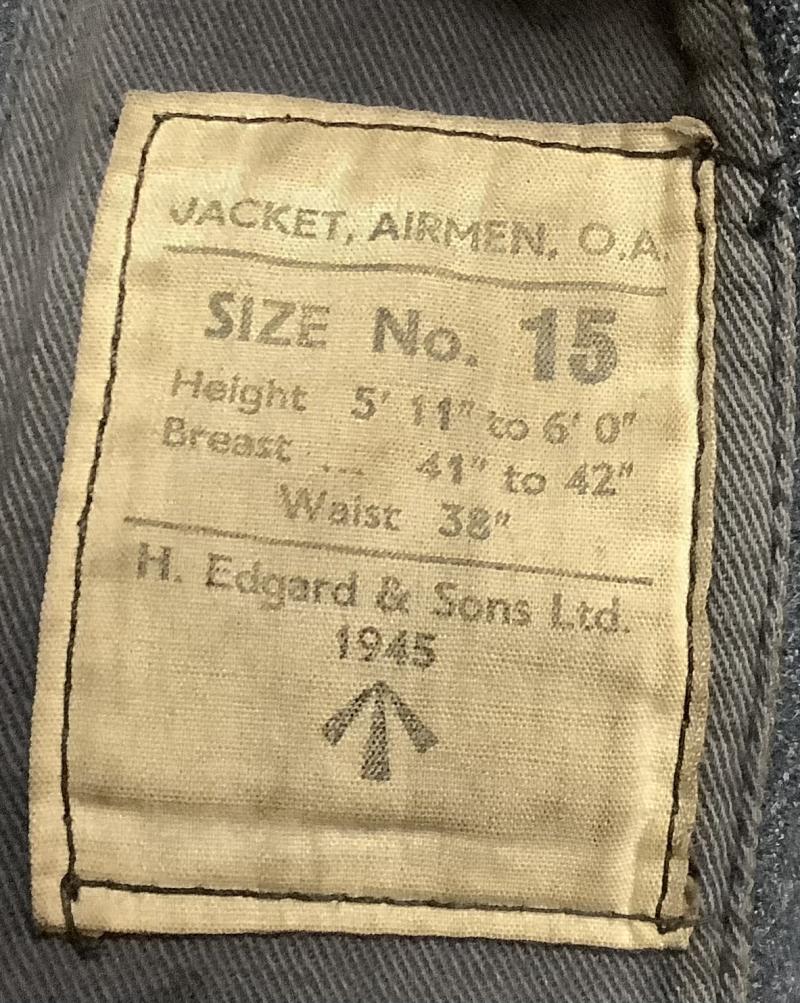 JACKET, AIRMEN, O.A.
SIZE No. 15
Height 5' 11" to 6' 0"
Breast ... 41" to 42"
Waist 38"
H. Edgard & Sons Ltd.
1945